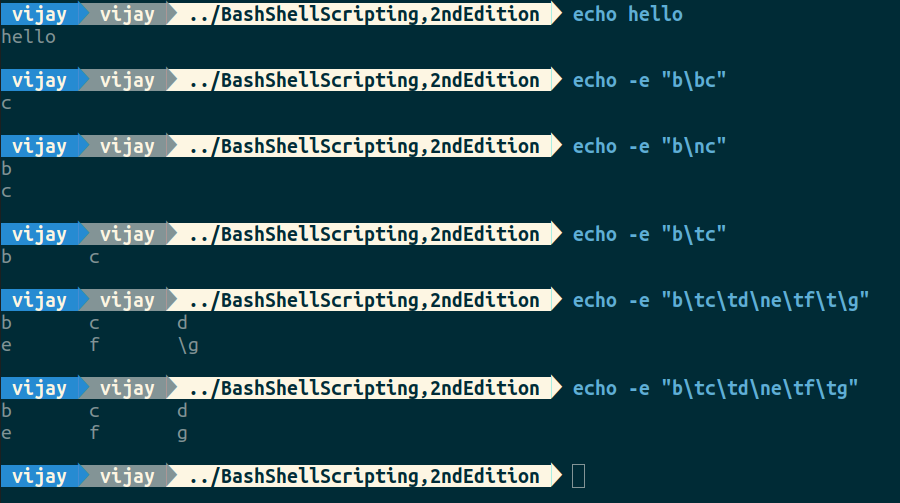 vijay vijay ../BashShellScripting,2ndEdition echo hello
hello
vijay vijay ../BashShellScripting,2ndEdition echo -e "b\bc"
c
vijay vijay ../BashShellScripting,2ndEdition echo -e "b\nc"
b
c
vijay vijay ../BashShellScripting,2ndEdition echo -e "b\tc"
b c
vijay vijay ../BashShellScripting,2ndEdition echo -e "b\tc\td\ne\tf\t\g"
b c d
e f \g
vijay vijay ../BashShellScripting,2ndEdition echo -e "b\tc\td\ne\tf\tg"
b c d
e f g
vijay vijay ../BashShellScripting,2ndEdition